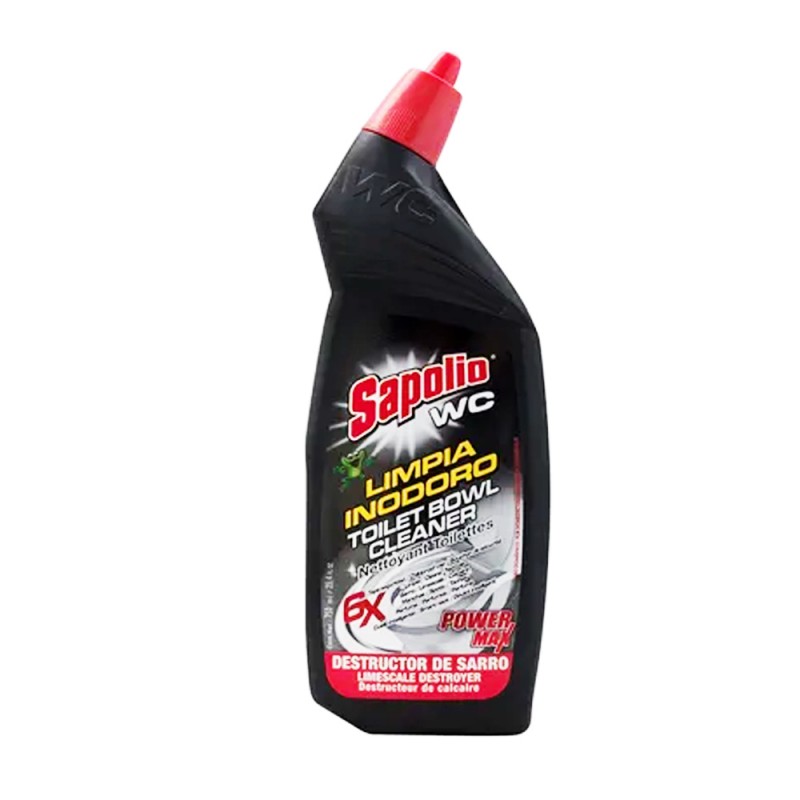 WC
Sapolio
WC
LIMPIA
INODORO
TOILET BOWL
CLEANER
Nettoyant Toilettes
6X
POWER
MAX
DESTRUCTOR DE SARRO
LIMESCALE DESTROYER
Destructeur de calcaire